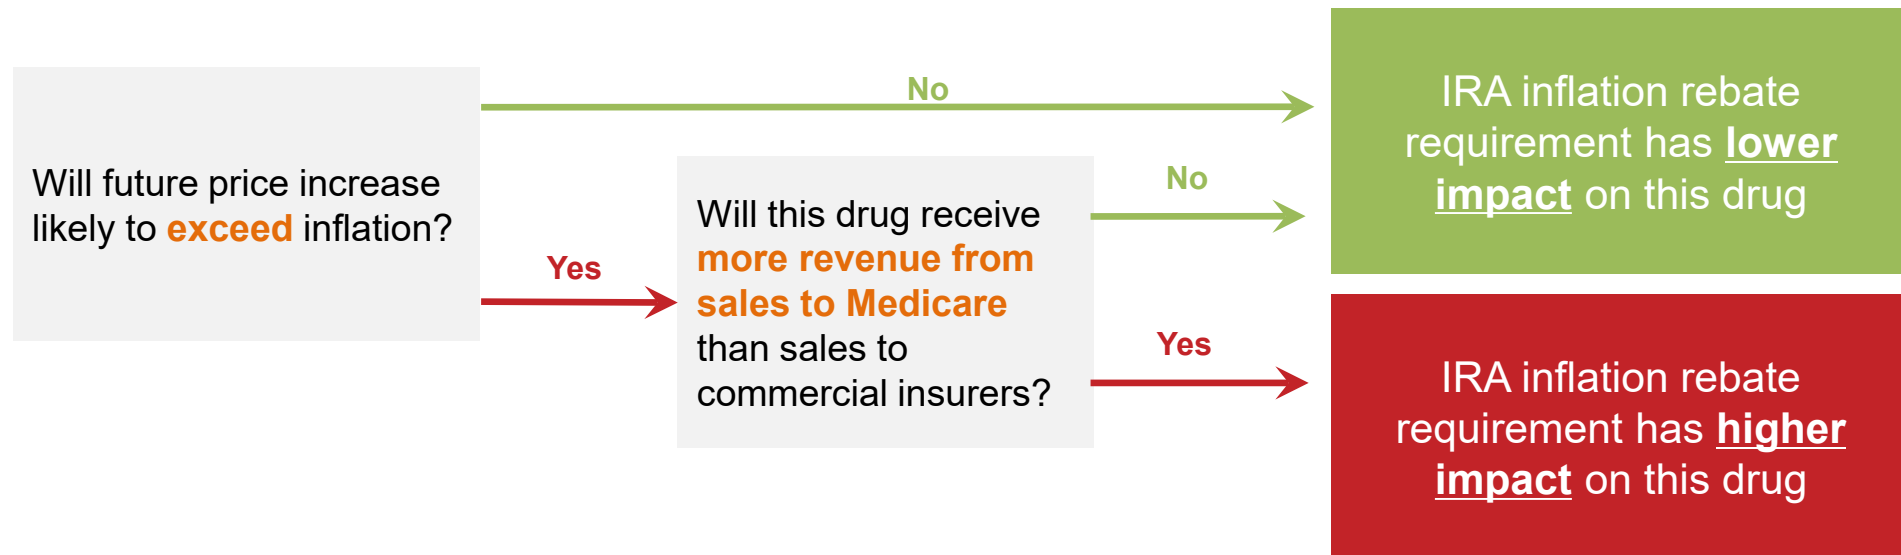 Will future price increase
likely to exceed inflation?
No
Yes
Will this drug receive
more revenue from
sales to Medicare
than sales to
commercial insurers?
No
Yes
IRA inflation rebate
requirement has lower
impact on this drug
IRA inflation rebate
requirement has higher
impact on this drug